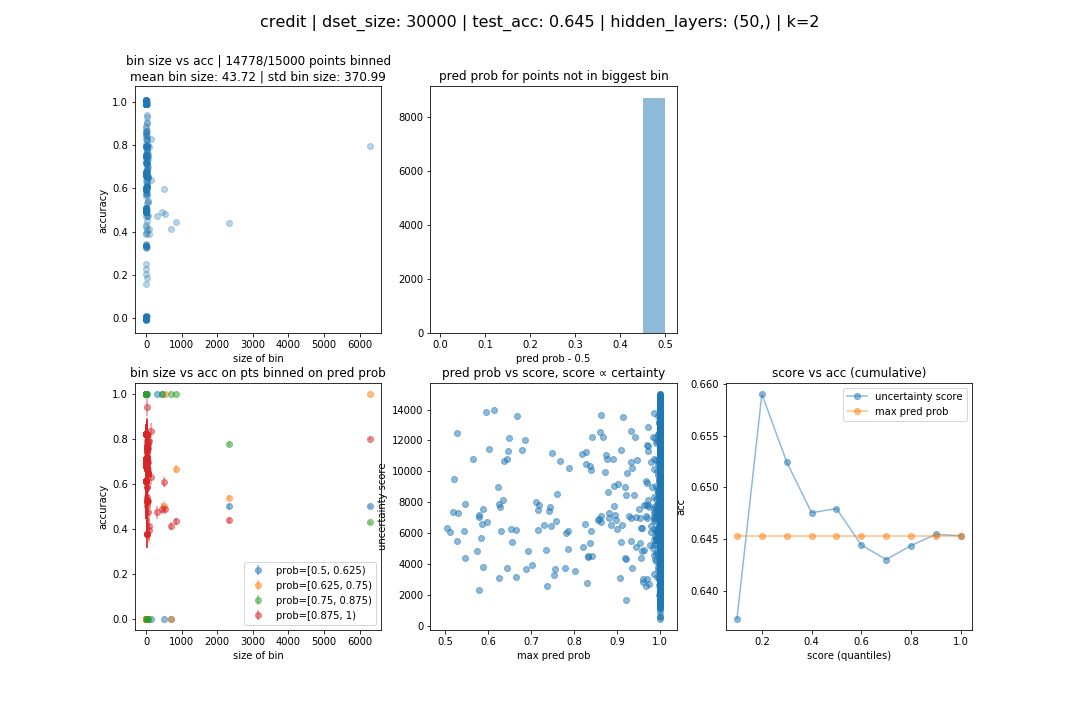 credit | dset_size: 30000 | test_acc: 0.645 | hidden_layers: (50,) | k=2
bin size vs acc | 14778/15000 points binned
mean bin size: 43.72 | std bin size: 370.99
1.0
0.8
0.6
0.4
0.2
0.0
accuracy
0 1000 2000 3000 4000 5000 6000
size of bin
pred prob for points not in biggest bin
8000
6000
4000
2000
0
0.0 0.1 0.2 0.3 0.4 0.5
pred prob - 0.5
bin size vs acc on pts binned on pred prob
1.0
0.8
0.6
0.4
0.2
0.0
accuracy
prob=[0.5, 0.625)
prob=[0.625, 0.75)
prob=[0.75, 0.875)
prob=[0.875, 1)
0 1000 2000 3000 4000 5000 6000
size of bin
pred prob vs score, score ∝ certainty
14000
12000
10000
8000
6000
4000
2000
0
uncertainty score
0.5 0.6 0.7 0.8 0.9 1.0
max pred prob
score vs acc (cumulative)
0.660
0.655
0.650
0.645
0.640
acc
uncertainty score
max pred prob
0.2 0.4 0.6 0.8 1.0
score (quantiles)